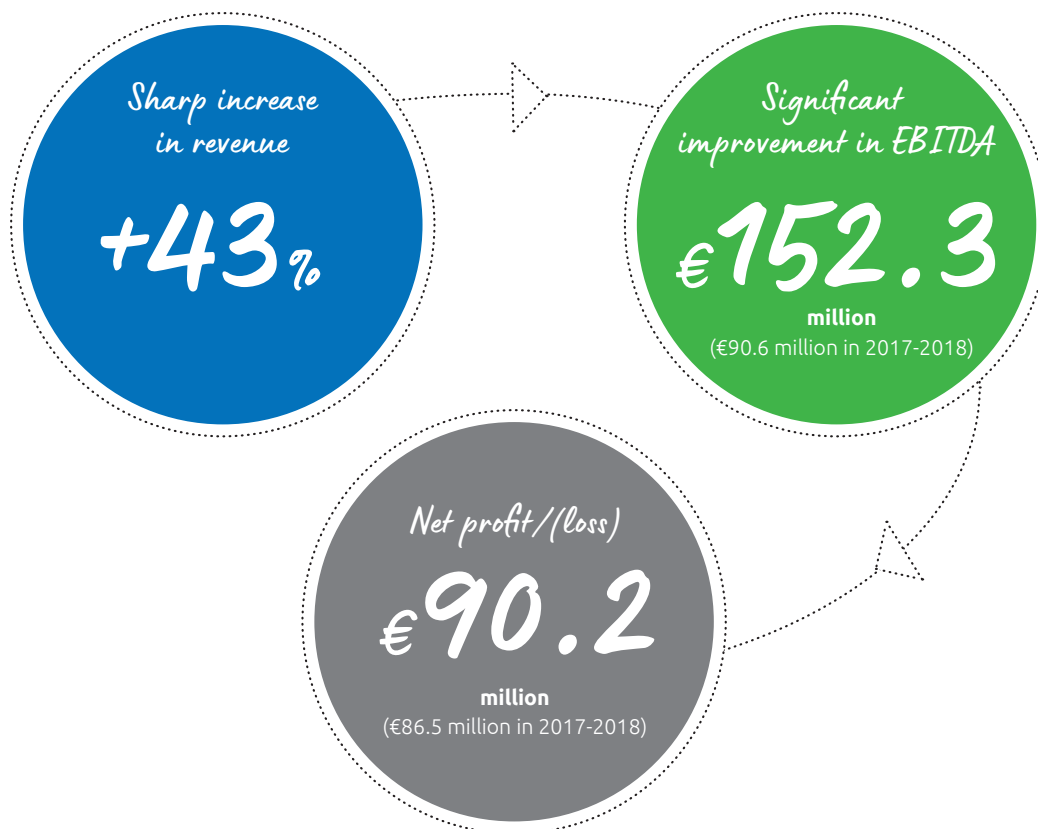 Sharp increase
in revenue
+43%
Significant
improvement in EBITDA
€152.3
million
(€90.6 million in 2017-2018)
Net profit/(loss)
€90.2
million
(€86.5 million in 2017-2018)